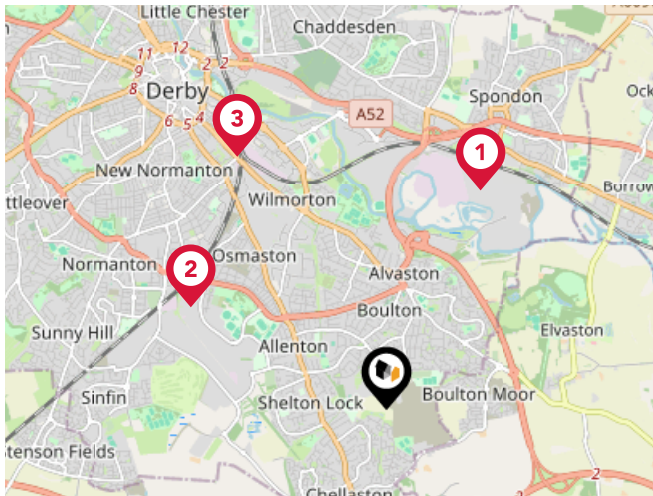 Little Chester
Chaddesden
11
12
2
2
9
8
Derby
A52
Spondon
Ock
6
5
4
3
1
New Normanton
ttleover
Wilmorton
Borrow
Normanton
2
Osmaston
Alvaston
Boulton
Sunny Hill
Allenton
Elvaston
Sinfin
Shelton Lock
Boulton Moor
Stenson Fields
2
Chellaston